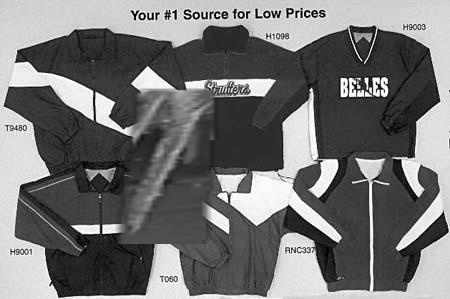 Your #1 Source for Low Prices
H1098
H9003
Strutters
BELLES
T9480
H9001
T060
RNC337